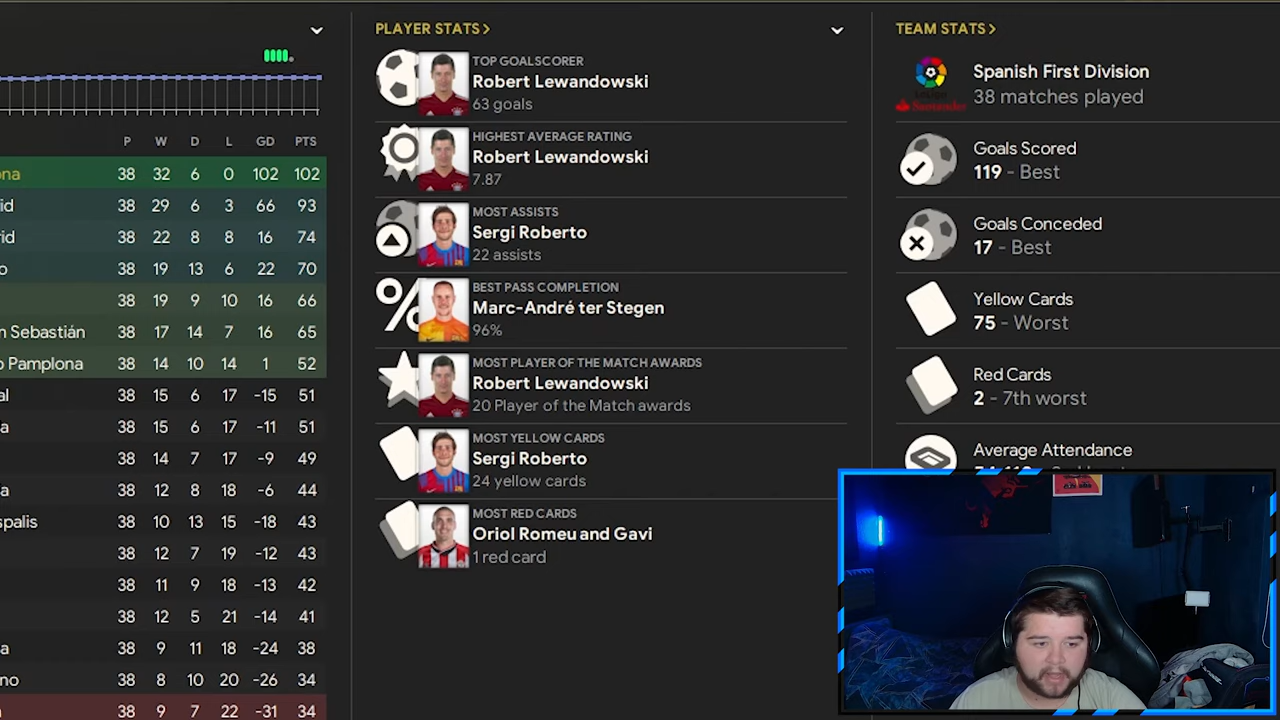 P W D L GD PTS
ona 38 32 6 0 102 102
id 38 29 6 3 66 93
rid 38 22 8 8 16 74
o 38 19 13 6 22 70
38 19 9 10 16 66
n Sebastián 38 17 14 7 16 65
o Pamplona 38 14 10 14 1 52
al 38 15 6 17 -15 51
a 38 15 6 17 -11 51
38 14 7 17 -9 49
a 38 12 8 18 -6 44
spalis 38 10 13 15 -18 43
38 12 7 19 -12 43
38 11 9 18 -13 42
38 12 5 21 -14 41
a 38 9 11 18 -24 38
no 38 8 10 20 -26 34
38 9 7 22 -31 34
PLAYER STATS >
TOP GOALSCORER
Robert Lewandowski
63 goals
HIGHEST AVERAGE RATING
Robert Lewandowski
7.87
MOST ASSISTS
Sergi Roberto
22 assists
%
BEST PASS COMPLETION
Marc-André ter Stegen
96%
MOST PLAYER OF THE MATCH AWARDS
Robert Lewandowski
20 Player of the Match awards
MOST YELLOW CARDS
Sergi Roberto
24 yellow cards
MOST RED CARDS
Oriol Romeu and Gavi
1 red card
TEAM STATS >
Spanish First Division
38 matches played
Goals Scored
119 - Best
Goals Conceded
17 - Best
Yellow Cards
75 - Worst
Red Cards
2 - 7th worst
Average Attendance